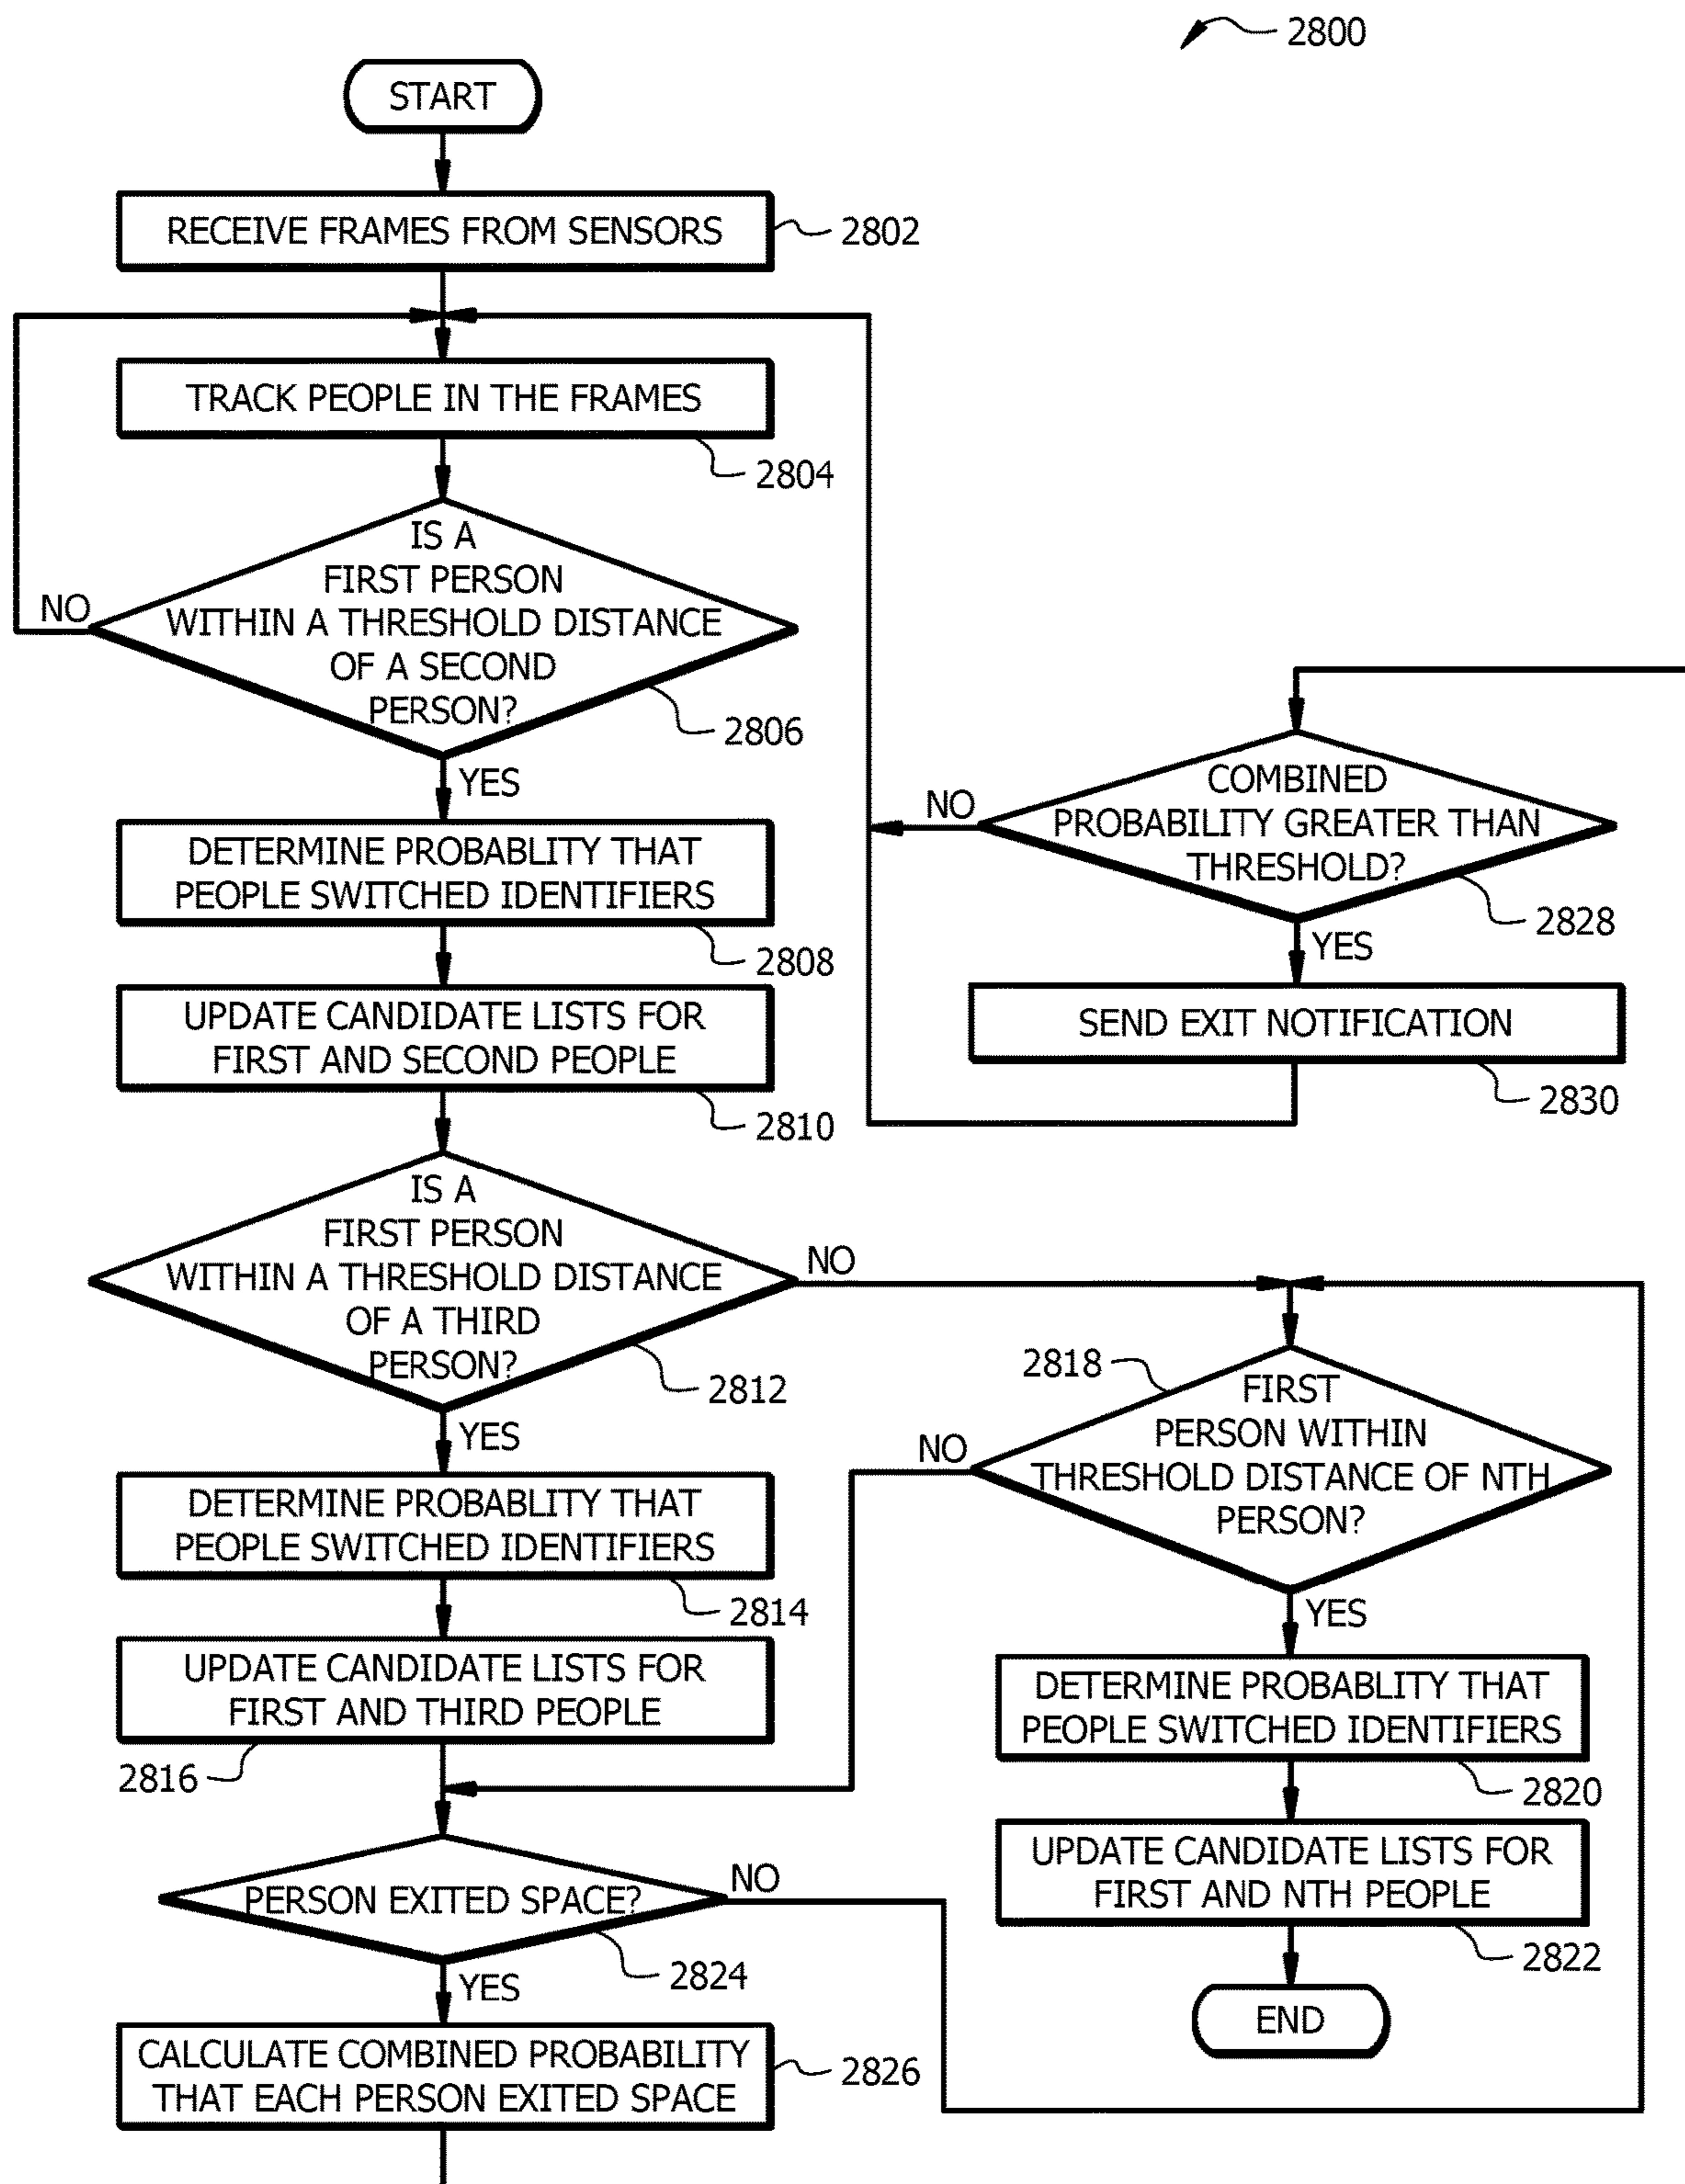 2800
START
RECEIVE FRAMES FROM SENSORS
2802
TRACK PEOPLE IN THE FRAMES
2804
IS A
FIRST PERSON
WITHIN A THRESHOLD DISTANCE
OF A SECOND
PERSON?
NO
2806
YES
DETERMINE PROBABLITY THAT
PEOPLE SWITCHED IDENTIFIERS
2808
UPDATE CANDIDATE LISTS FOR
FIRST AND SECOND PEOPLE
2810
IS A
FIRST PERSON
WITHIN A THRESHOLD DISTANCE
OF A THIRD
PERSON?
NO
2812
YES
DETERMINE PROBABLITY THAT
PEOPLE SWITCHED IDENTIFIERS
2814
UPDATE CANDIDATE LISTS FOR
FIRST AND THIRD PEOPLE
2816
PERSON EXITED SPACE?
NO
2824
YES
CALCULATE COMBINED PROBABILITY
THAT EACH PERSON EXITED SPACE
2826
COMBINED
PROBABILITY GREATER THAN
THRESHOLD?
NO
2828
YES
SEND EXIT NOTIFICATION
2830
2818
FIRST
PERSON WITHIN
THRESHOLD DISTANCE OF NTH
PERSON?
NO
YES
DETERMINE PROBABLITY THAT
PEOPLE SWITCHED IDENTIFIERS
2820
UPDATE CANDIDATE LISTS FOR
FIRST AND NTH PEOPLE
2822
END